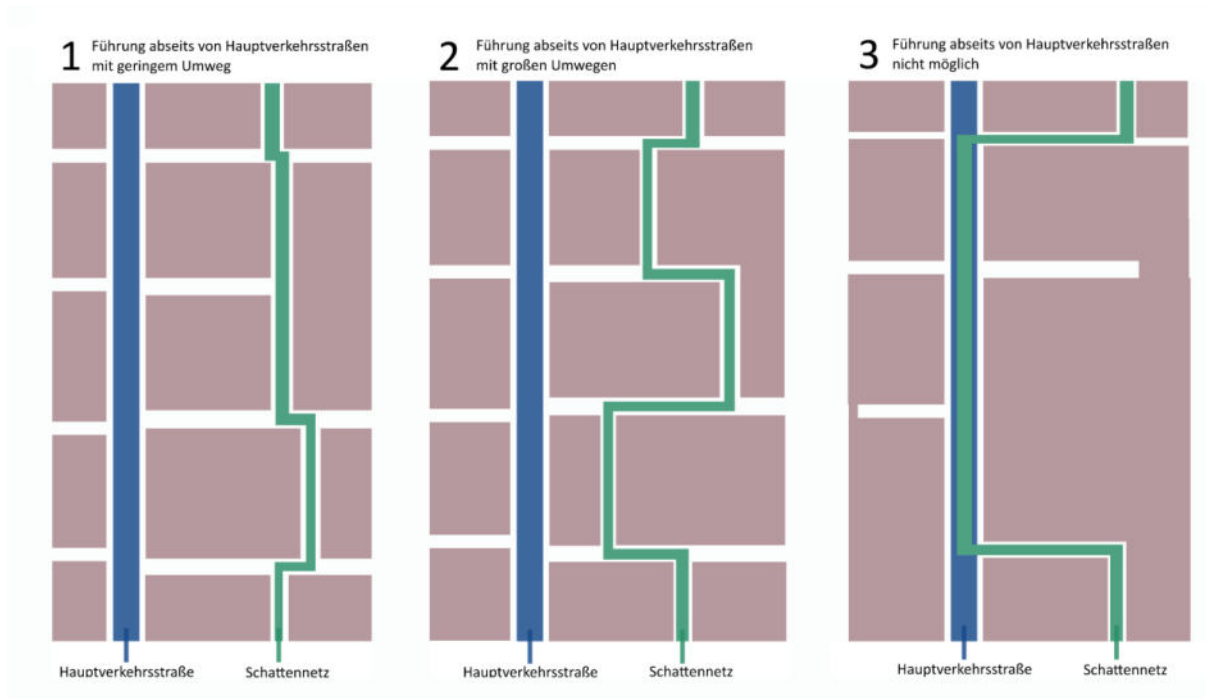 1 Führung abseits von Hauptverkehrsstraßen
mit geringem Umweg
2 Führung abseits von Hauptverkehrsstraßen
mit großen Umwegen
3 Führung abseits von Hauptverkehrsstraßen
nicht möglich
Hauptverkehrsstraße Schattennetz
Hauptverkehrsstraße Schattennetz
Hauptverkehrsstraße Schattennetz